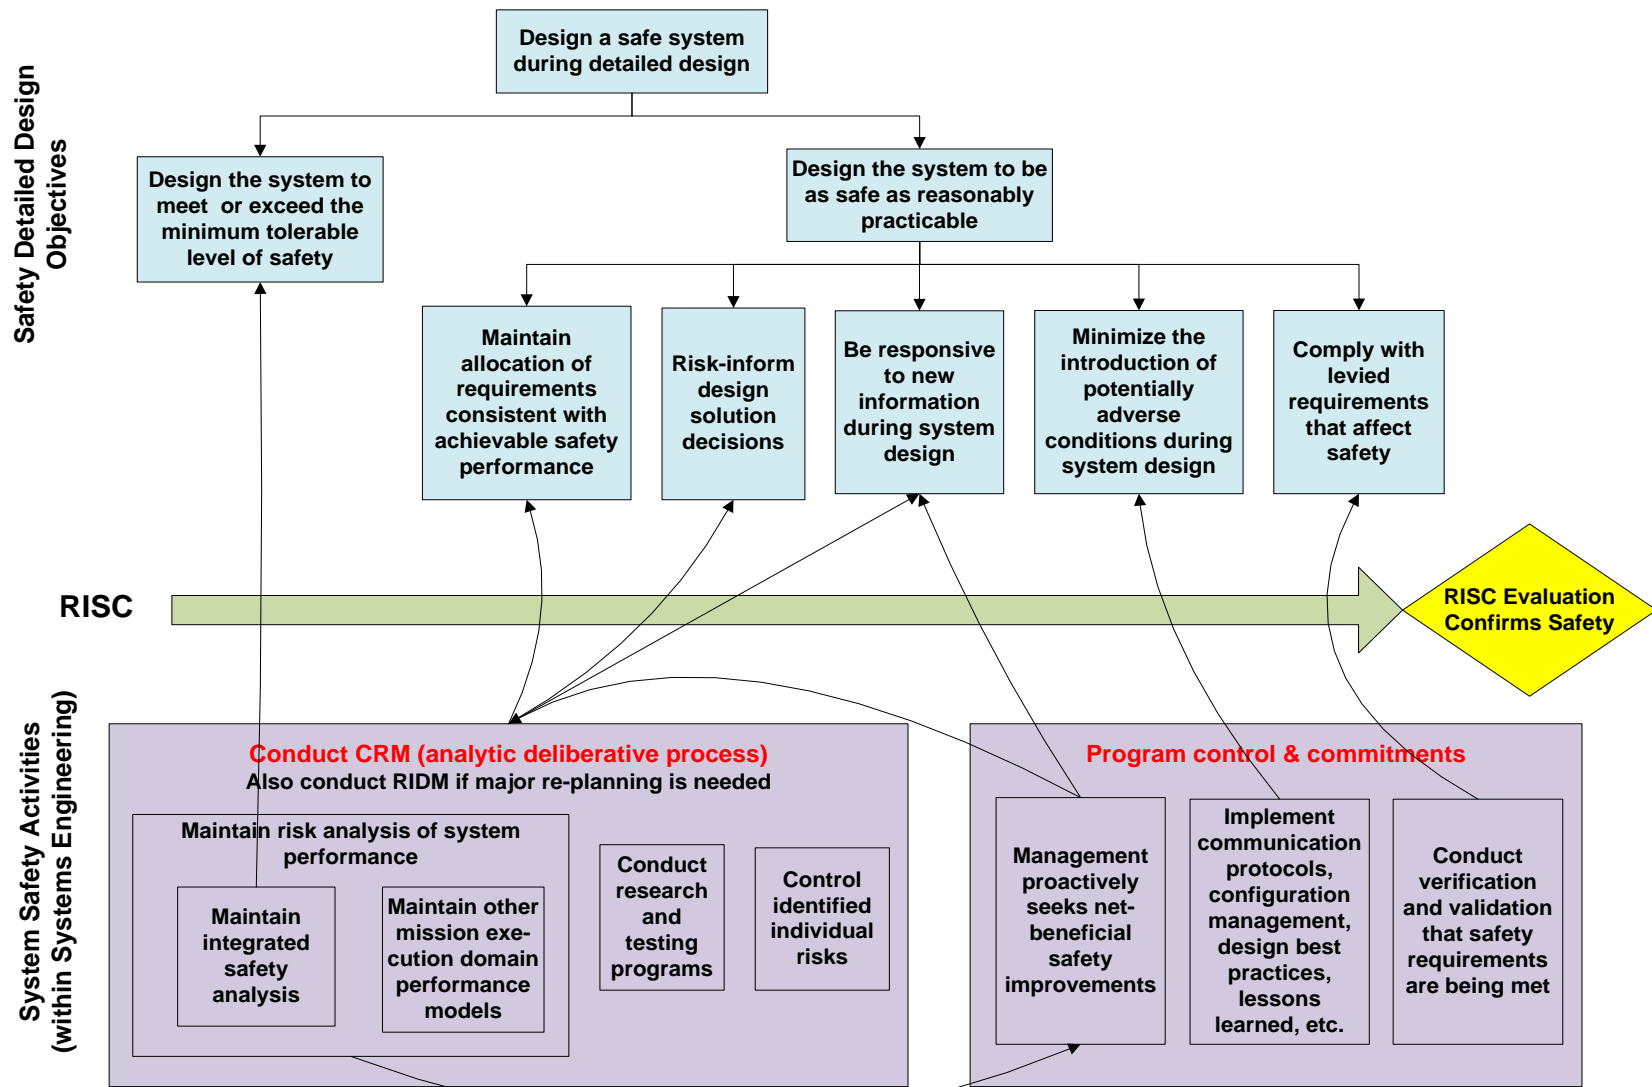 Safety Detailed Design
Objectives
Design a safe system
during detailed design
Design the system to
meet or exceed the
minimum tolerable
level of safety
Design the system to be
as safe as reasonably
practicable
Maintain
allocation of
requirements
consistent with
achievable safety
performance
Risk-inform
design
solution
decisions
Be responsive
to new
information
during system
design
Minimize the
introduction of
potentially
adverse
conditions during
system design
Comply with
levied
requirements
that affect
safety
RISC
RISC Evaluation
Confirms Safety
System Safety Activities
(within Systems Engineering)
Conduct CRM (analytic deliberative process)
Also conduct RIDM if major re-planning is needed
Maintain risk analysis of system
performance
Maintain
integrated
safety
analysis
Maintain other
mission exe-
cution domain
performance
models
Conduct
research
and
testing
programs
Control
identified
individual
risks
Program control & commitments
Management
proactively
seeks net-
beneficial
safety
improvements
Implement
communication
protocols,
configuration
management,
design best
practices,
lessons
learned, etc.
Conduct
verification
and validation
that safety
requirements
are being met